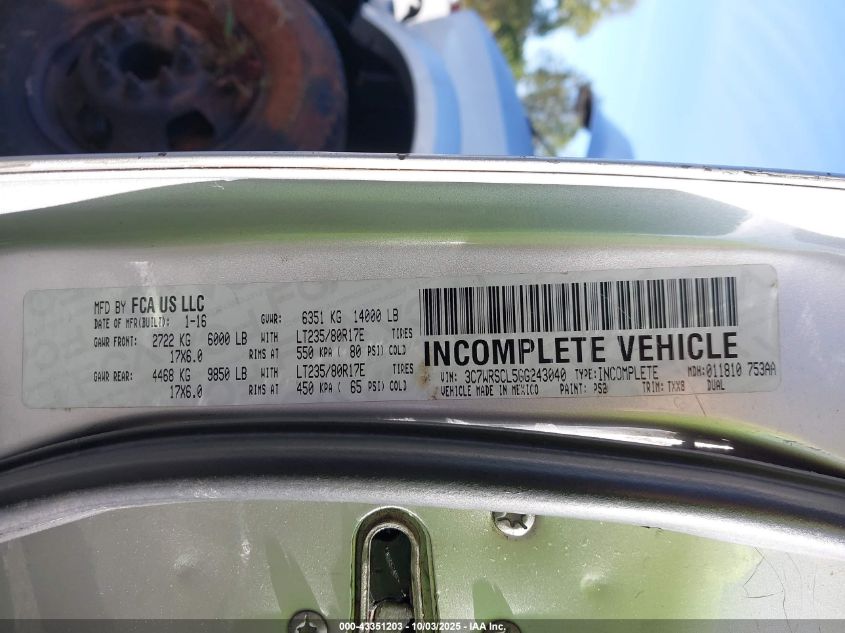 MFD BY FCA US LLC
DATE OF MFR(BUILT): 1-16 GVWR: 6351 KG 14000 LB
GAWR FRONT: 2722 KG 6000 LB WITH LT235/80R17E TIRES
17X6.0 RIMS AT 550 KPA ( 80 PSI) COLD
GAWR REAR: 4468 KG 9850 LB WITH LT235/80R17E TIRES
17X6.0 RIMS AT 450 KPA ( 65 PSI) COLD
INCOMPLETE VEHICLE
VIN: 3C7WRSCL5GG243040 TYPE: INCOMPLETE MDH: 011810 753AA
VEHICLE MADE IN MEXICO PAINT: PS2 TRIM: TXX8 DUAL
000-43351203 - 10/03/2025 - IAA Inc.